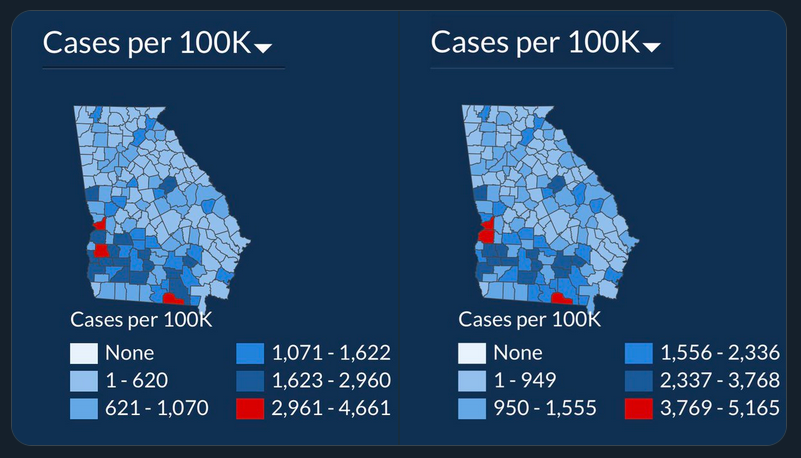 Cases per 100K
Cases per 100K
None
1 - 620
621 - 1,070
1,071 - 1,622
1,623 - 2,960
2,961 - 4,661
Cases per 100K
Cases per 100K
None
1 - 949
950 - 1,555
1,556 - 2,336
2,337 - 3,768
3,769 - 5,165